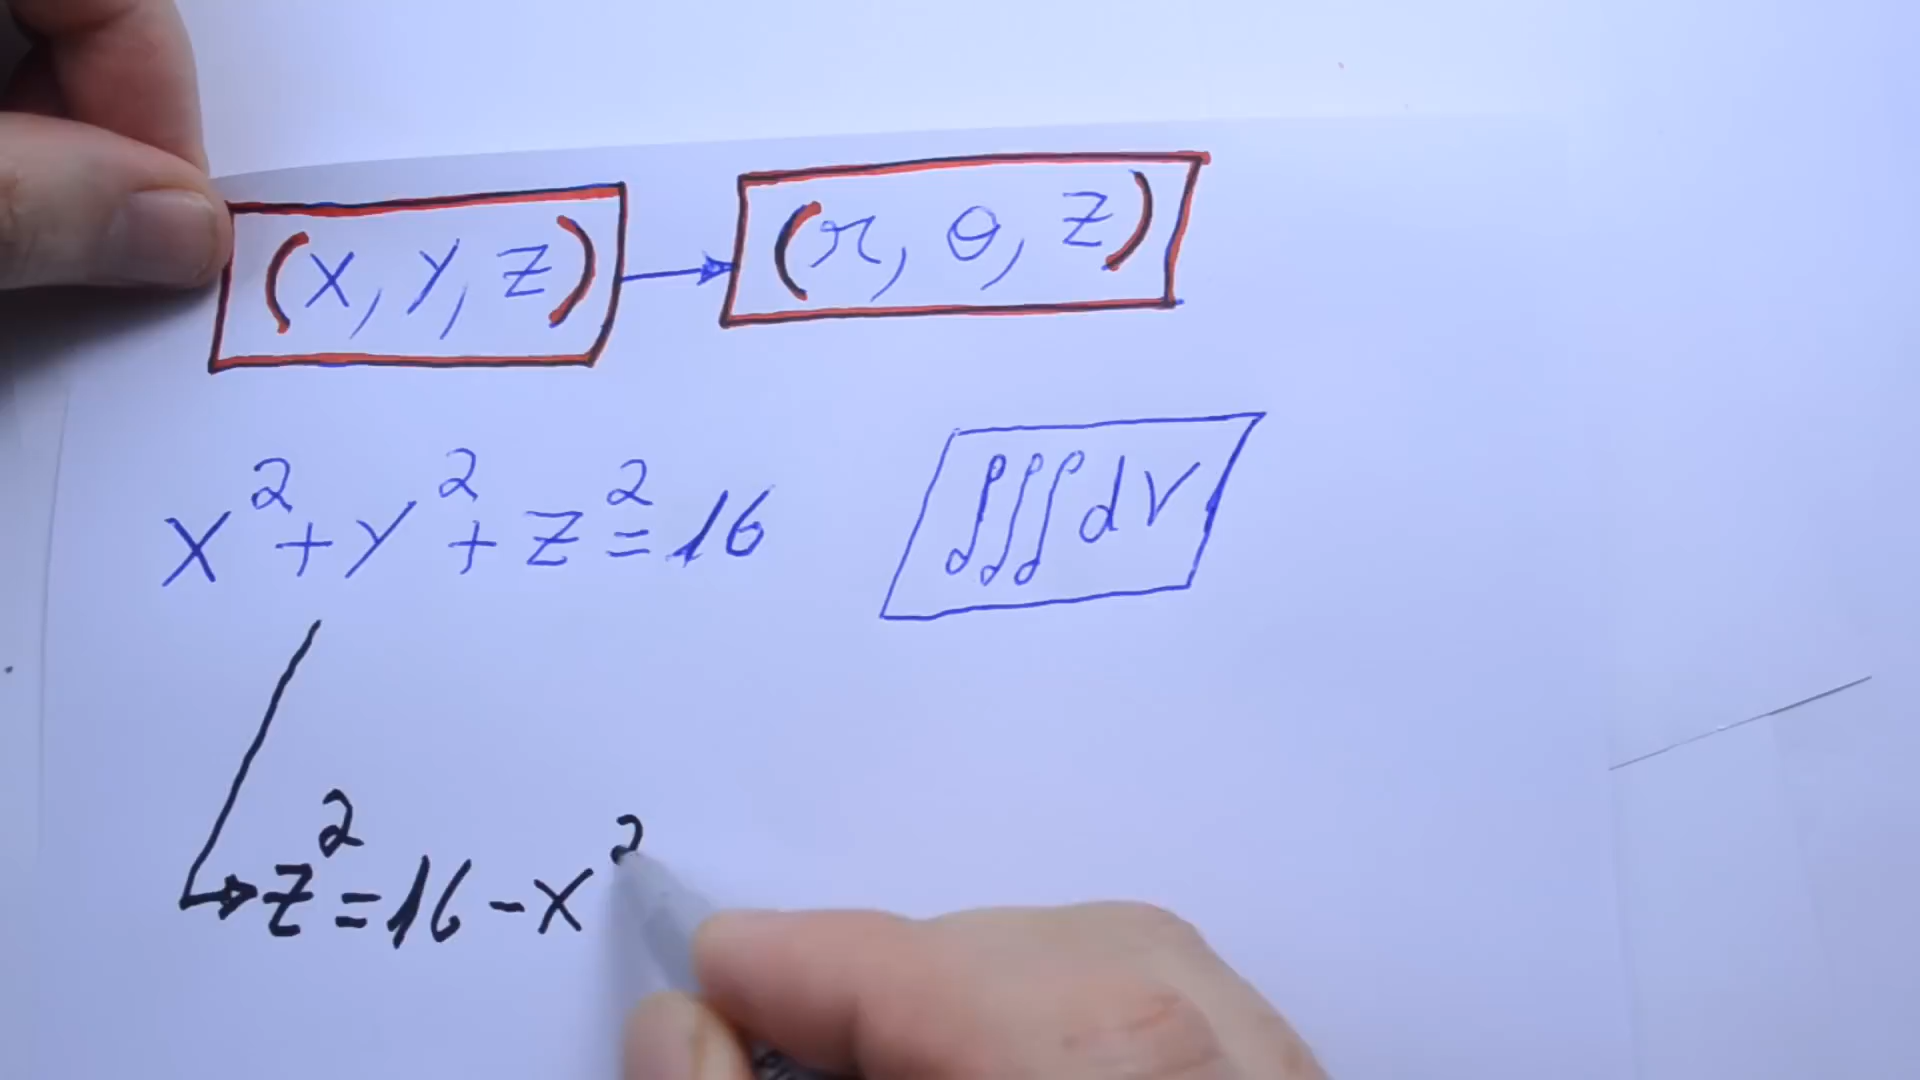 (x, y, z) → (r, θ, z)
x² + y² + z² = 16 ∭dV
z² = 16 - x²